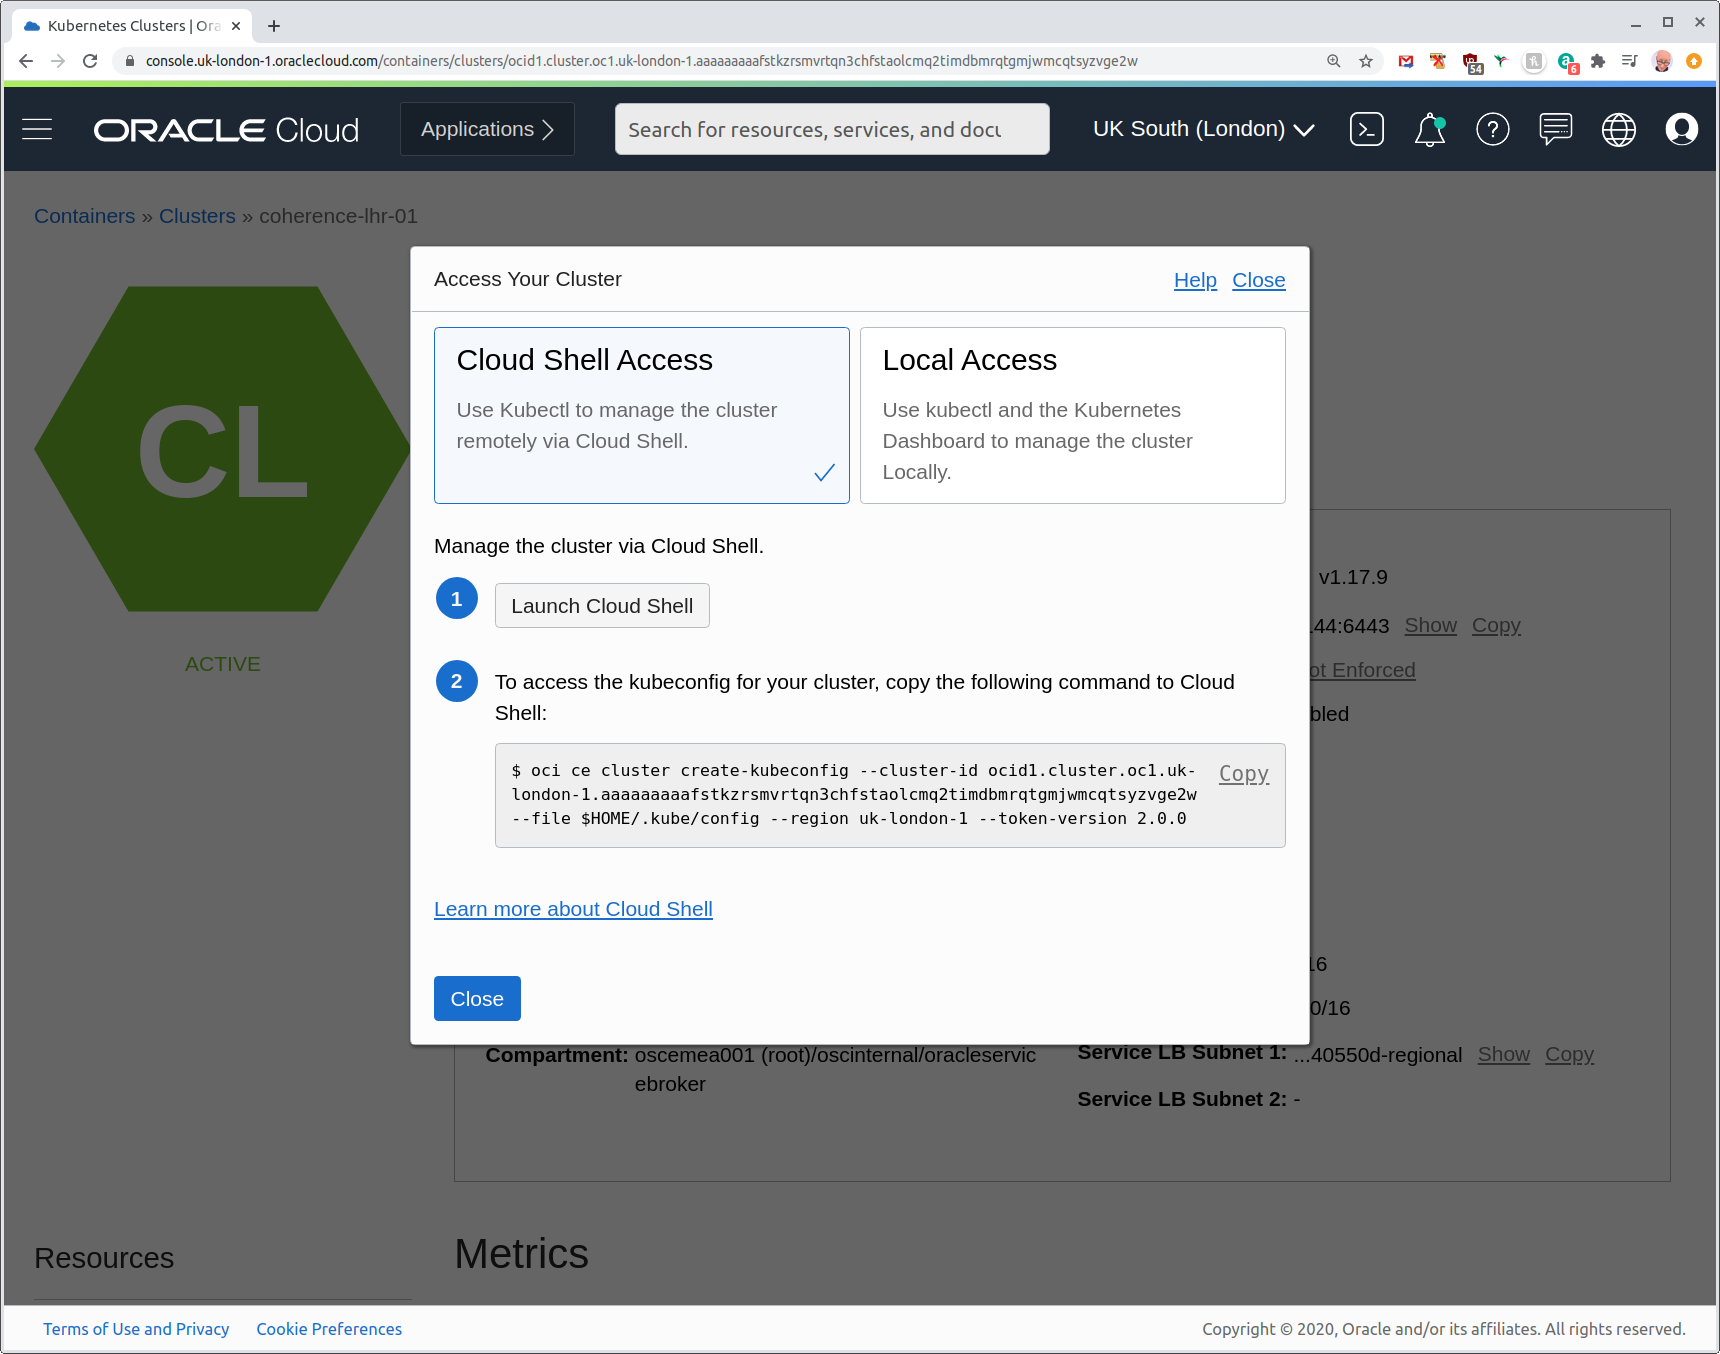 Kubernetes Clusters | Ora
console.uk-london-1.oraclecloud.com/containers/clusters/ocid1.cluster.oc1.uk-london-1.aaaaaaaaafstkzrsmvrtqn3chfstaolcmq2timdbmrqtgmjwmcqtsyzvge2w
54
6
ORACLE Cloud
Applications
Search for resources, services, and docu
UK South (London)
Containers » Clusters » coherence-lhr-01
CL
ACTIVE
Access Your Cluster
Help Close
Cloud Shell Access
Use Kubectl to manage the cluster
remotely via Cloud Shell.
Local Access
Use kubectl and the Kubernetes
Dashboard to manage the cluster
Locally.
Manage the cluster via Cloud Shell.
1 Launch Cloud Shell
2 To access the kubeconfig for your cluster, copy the following command to Cloud
Shell:
$ oci ce cluster create-kubeconfig --cluster-id ocid1.cluster.oc1.uk-
london-1.aaaaaaaaafstkzrsmvrtqn3chfstaolcmq2timdbmrqtgmjwmcqtsyzvge2w
--file $HOME/.kube/config --region uk-london-1 --token-version 2.0.0
Copy
Learn more about Cloud Shell
Close
v1.17.9
44:6443 Show Copy
ot Enforced
bled
16
0/16
Compartment: oscemea001 (root)/oscinternal/oracleservic
ebroker
Service LB Subnet 1: ...40550d-regional Show Copy
Service LB Subnet 2: -
Resources
Metrics
Terms of Use and Privacy Cookie Preferences
Copyright © 2020, Oracle and/or its affiliates. All rights reserved.